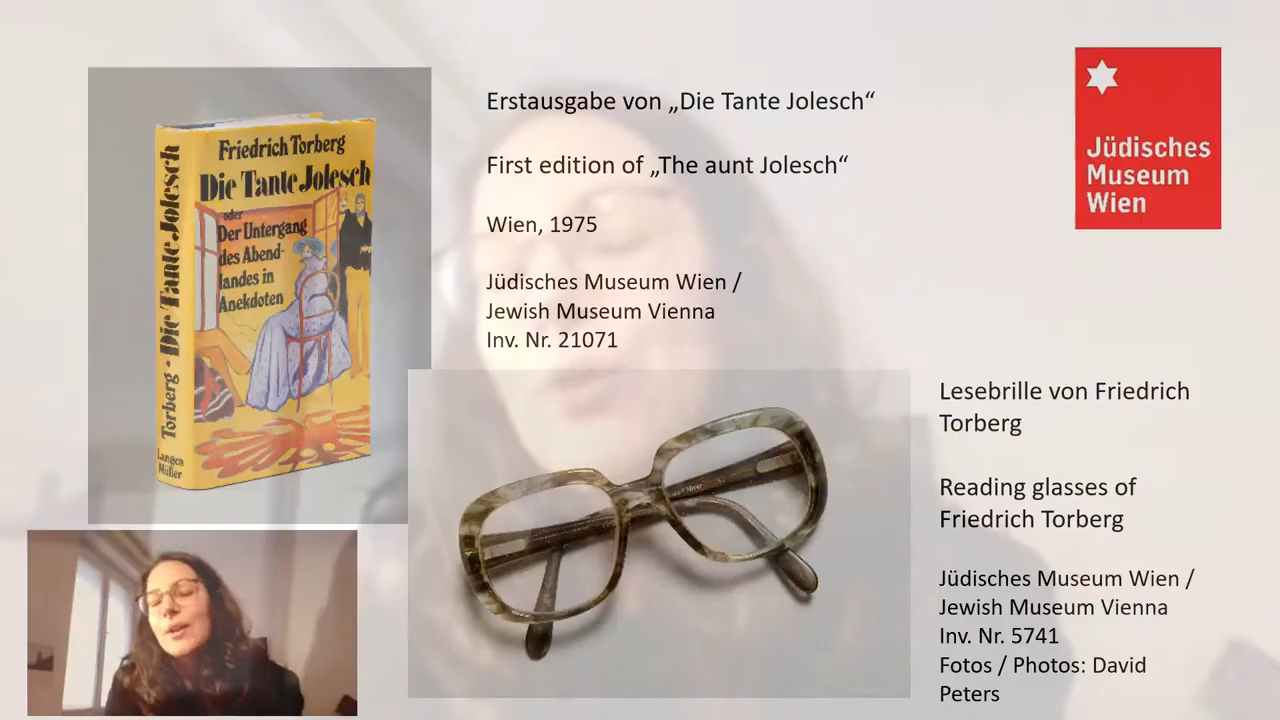 Friedrich Torberg
Die Tante Jolesch
oder
Der Untergang
des Abend-
landes in
Anekdoten
Torberg • Die Tante Jolesch
Langen
Müller
Erstausgabe von „Die Tante Jolesch“
First edition of „The aunt Jolesch“
Wien, 1975
Jüdisches Museum Wien /
Jewish Museum Vienna
Inv. Nr. 21071
Jüdisches
Museum
Wien
Lesebrille von Friedrich
Torberg
Reading glasses of
Friedrich Torberg
Jüdisches Museum Wien /
Jewish Museum Vienna
Inv. Nr. 5741
Fotos / Photos: David
Peters